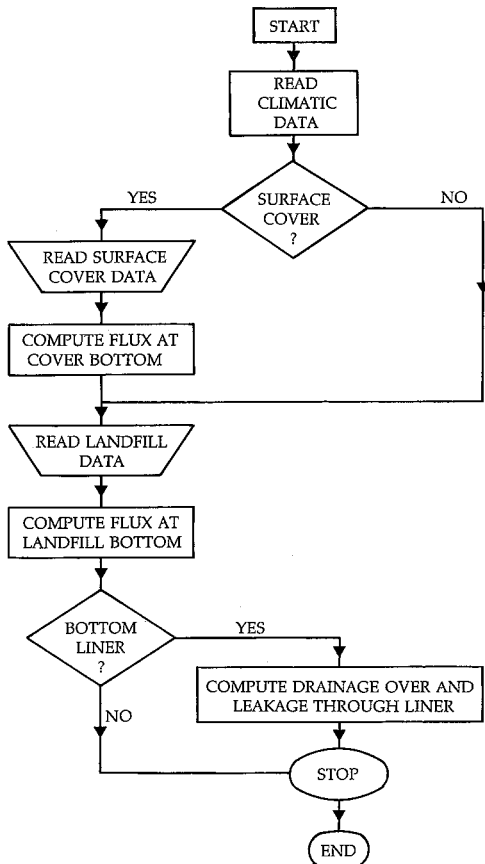 START
READ
CLIMATIC
DATA
SURFACE
COVER
?
YES
NO
READ SURFACE
COVER DATA
COMPUTE FLUX AT
COVER BOTTOM
READ LANDFILL
DATA
COMPUTE FLUX AT
LANDFILL BOTTOM
BOTTOM
LINER
?
YES
COMPUTE DRAINAGE OVER AND
LEAKAGE THROUGH LINER
NO
STOP
END